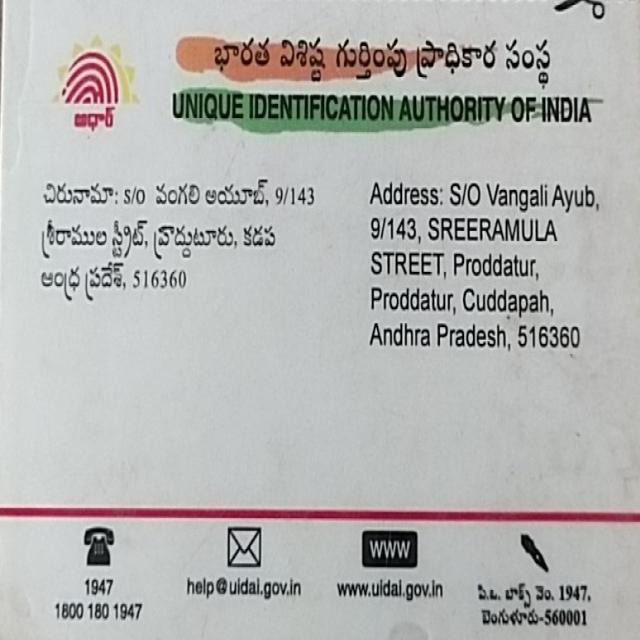 భారత విశిష్ట గుర్తింపు ప్రాధికార సంస్థ
UNIQUE IDENTIFICATION AUTHORITY OF INDIA
ఆధార్
చిరునామా: S/O వంగలి ఆయూబ్, 9/143
శ్రీరాముల స్ట్రీట్, ప్రొద్దుటూరు, కడప
ఆంధ్ర ప్రదేశ్, 516360
Address: S/O Vangali Ayub,
9/143, SREERAMULA
STREET, Proddatur,
Proddatur, Cuddapah,
Andhra Pradesh, 516360
1947
1800 180 1947
help@uidai.gov.in
www
www.uidai.gov.in
పి.ఒ. బాక్స్ నెం. 1947,
బెంగుళూరు-560001